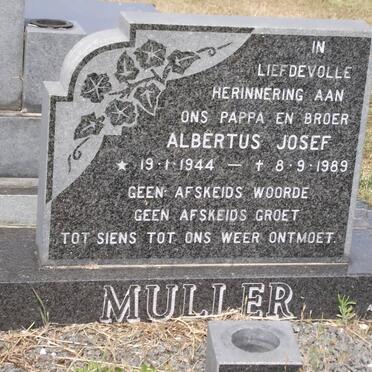 IN
LIEFDEVOLLE
HERINNERING AAN
ONS PAPPA EN BROER
ALBERTUS JOSEF
★ 19-1-1944 — ✝ 8-9-1989
GEEN AFSKEIDS WOORDE
GEEN AFSKEIDS GROET
TOT SIENS TOT ONS WEER ONTMOET.
MULLER